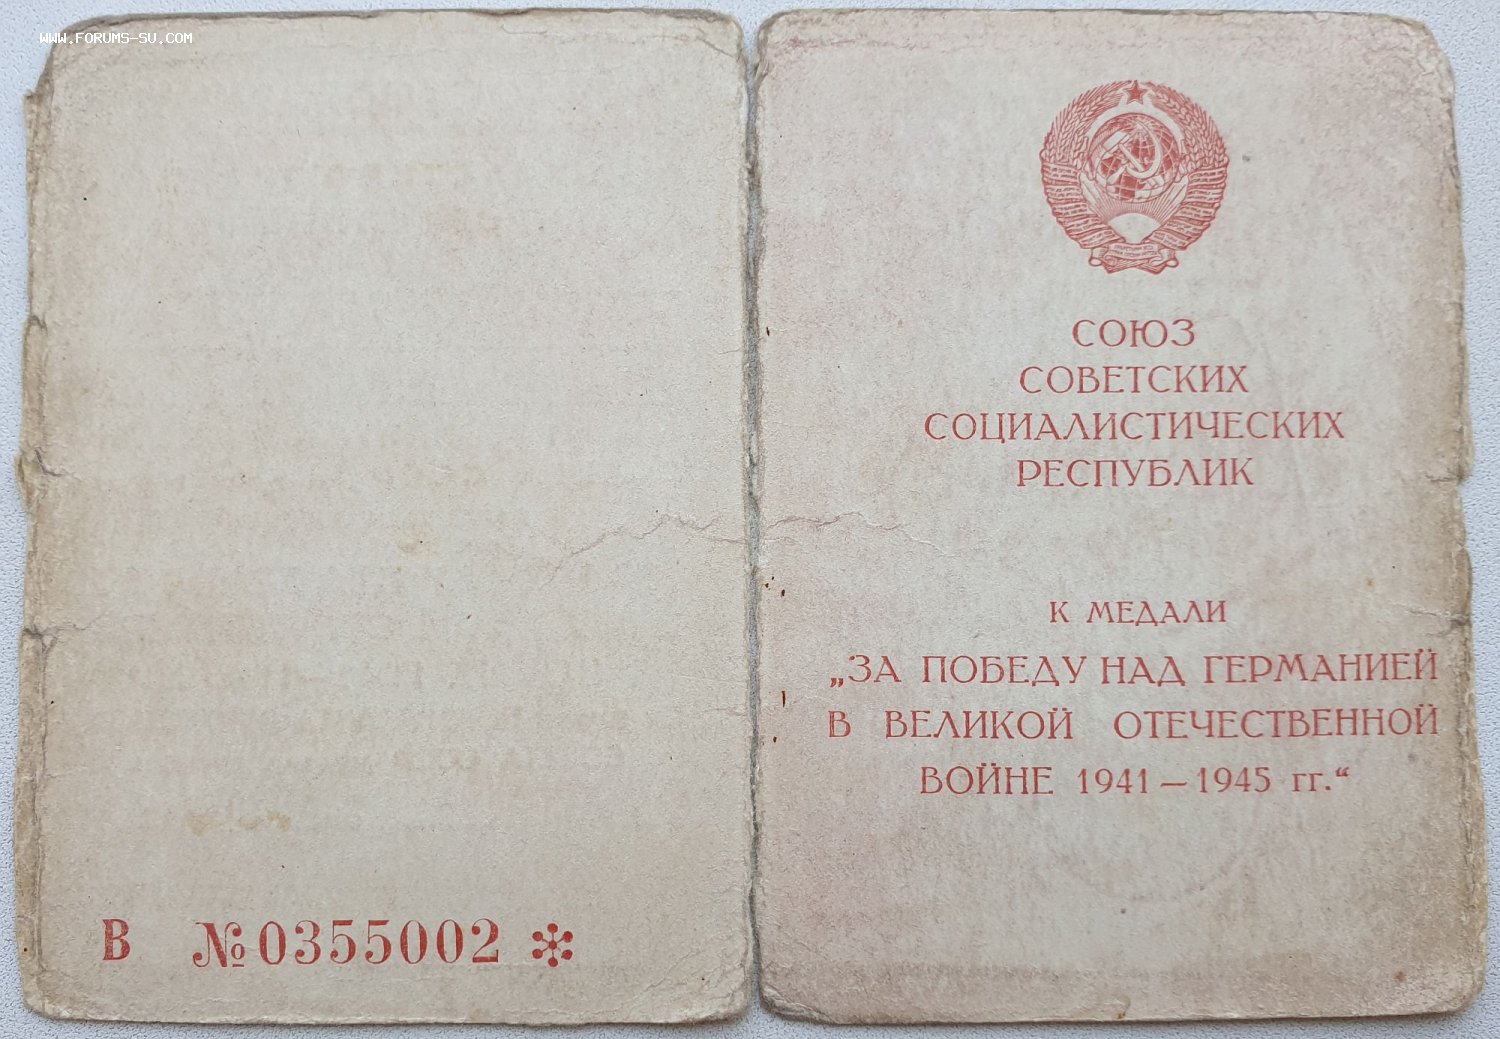 WWW.FORUMS-SU.COM
В №0355002 ✻
СОЮЗ
СОВЕТСКИХ
СОЦИАЛИСТИЧЕСКИХ
РЕСПУБЛИК
К МЕДАЛИ
„ЗА ПОБЕДУ НАД ГЕРМАНИЕЙ
В ВЕЛИКОЙ ОТЕЧЕСТВЕННОЙ
ВОЙНЕ 1941 — 1945 гг.“